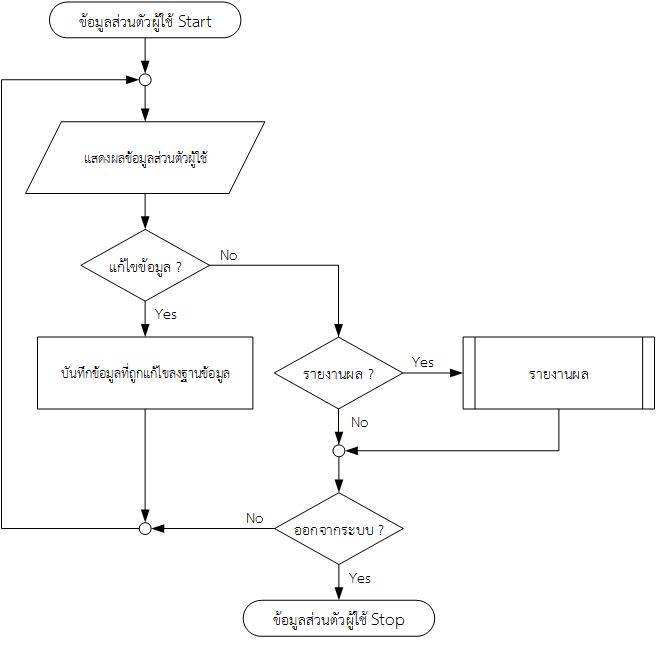 ข้อมูลส่วนตัวผู้ใช้ Start
แสดงผลข้อมูลส่วนตัวผู้ใช้
แก้ไขข้อมูล ?
No
Yes
บันทึกข้อมูลที่ถูกแก้ไขลงฐานข้อมูล
รายงานผล ?
Yes
รายงานผล
No
ออกจากระบบ ?
No
Yes
ข้อมูลส่วนตัวผู้ใช้ Stop